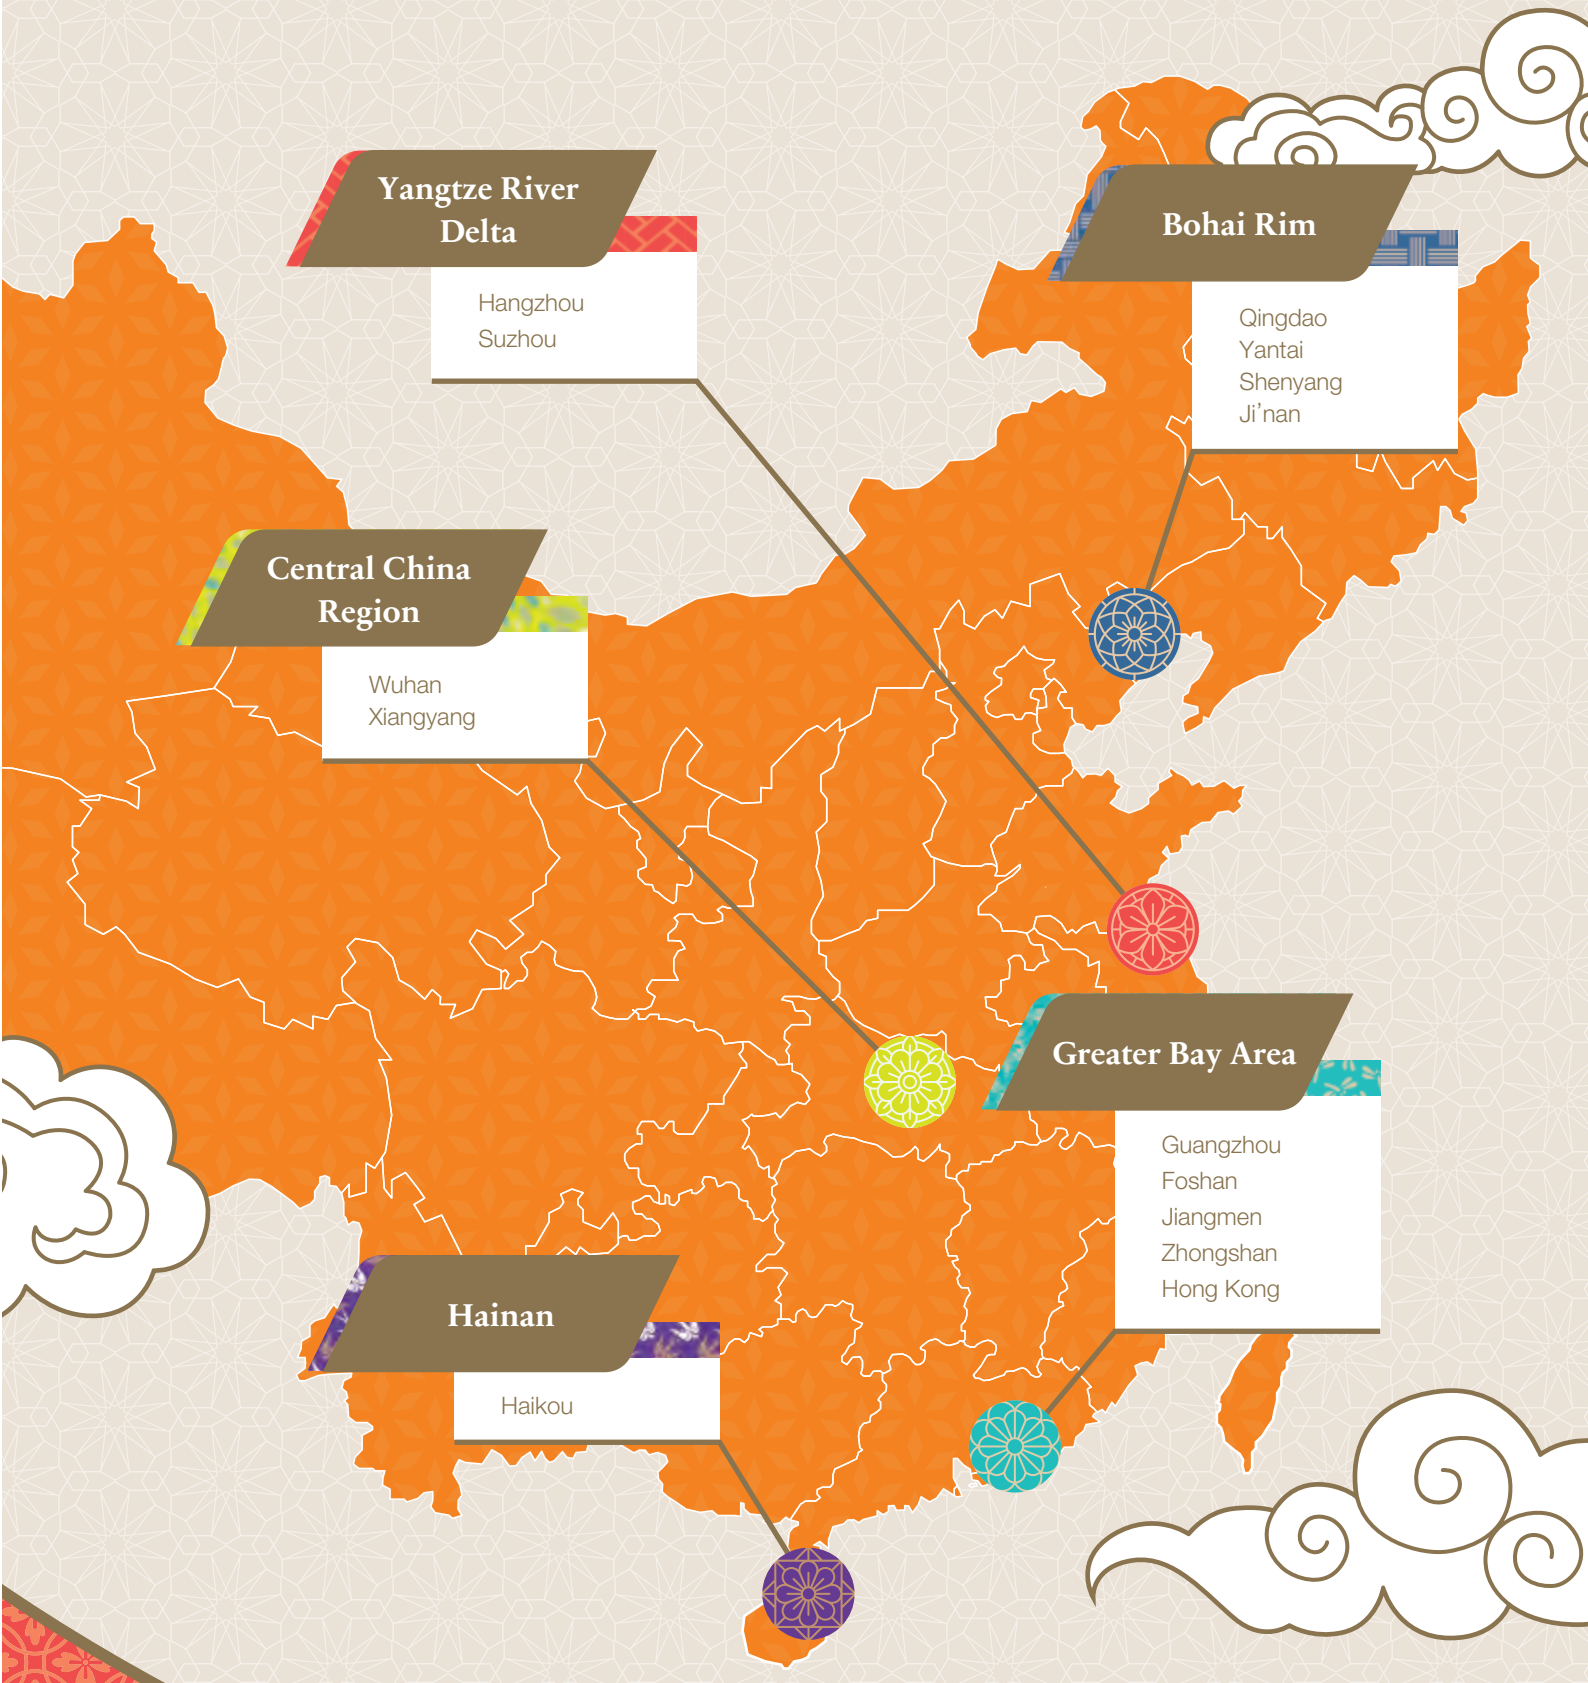 Yangtze River
Delta
Hangzhou
Suzhou
Bohai Rim
Qingdao
Yantai
Shenyang
Ji’nan
Central China
Region
Wuhan
Xiangyang
Greater Bay Area
Guangzhou
Foshan
Jiangmen
Zhongshan
Hong Kong
Hainan
Haikou